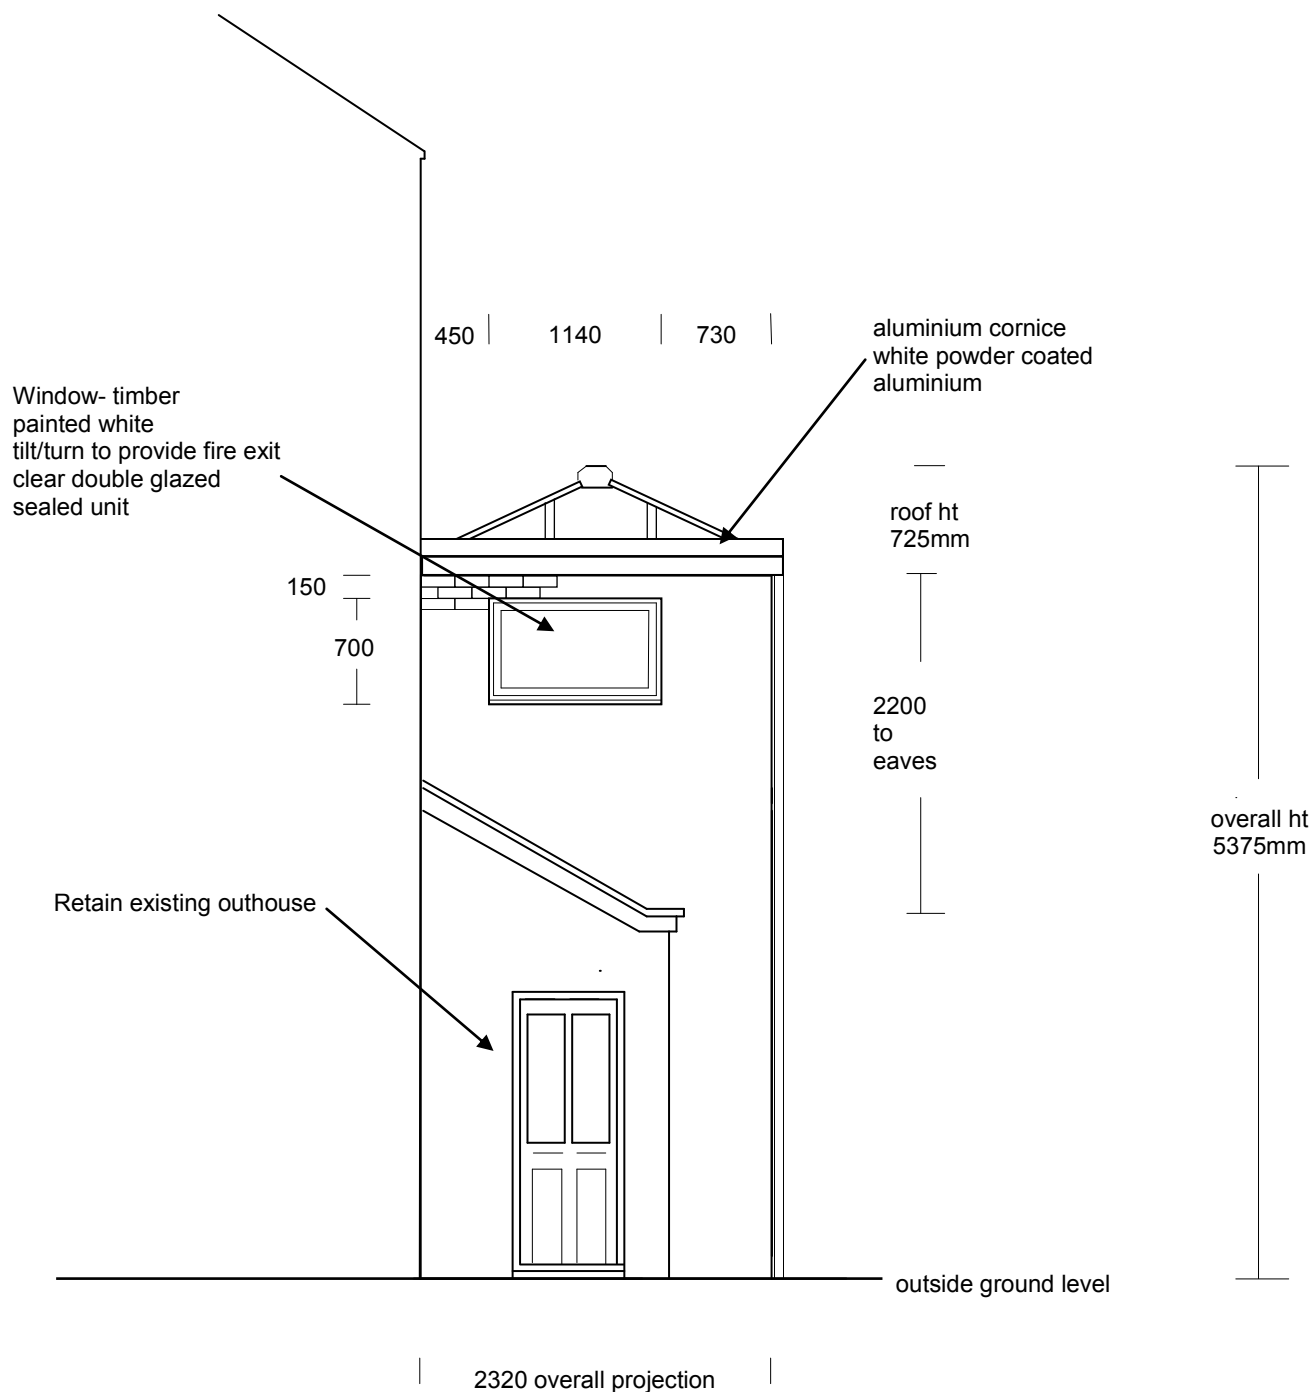 450
1140
730
aluminium cornice
white powder coated
aluminium
Window- timber
painted white
tilt/turn to provide fire exit
clear double glazed
sealed unit
roof ht
725mm
150
700
2200
to
eaves
overall ht
5375mm
Retain existing outhouse
outside ground level
2320 overall projection